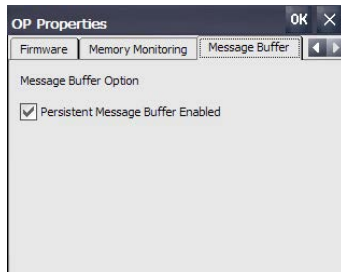 OP Properties OK
Firmware Memory Monitoring Message Buffer
Message Buffer Option
Persistent Message Buffer Enabled